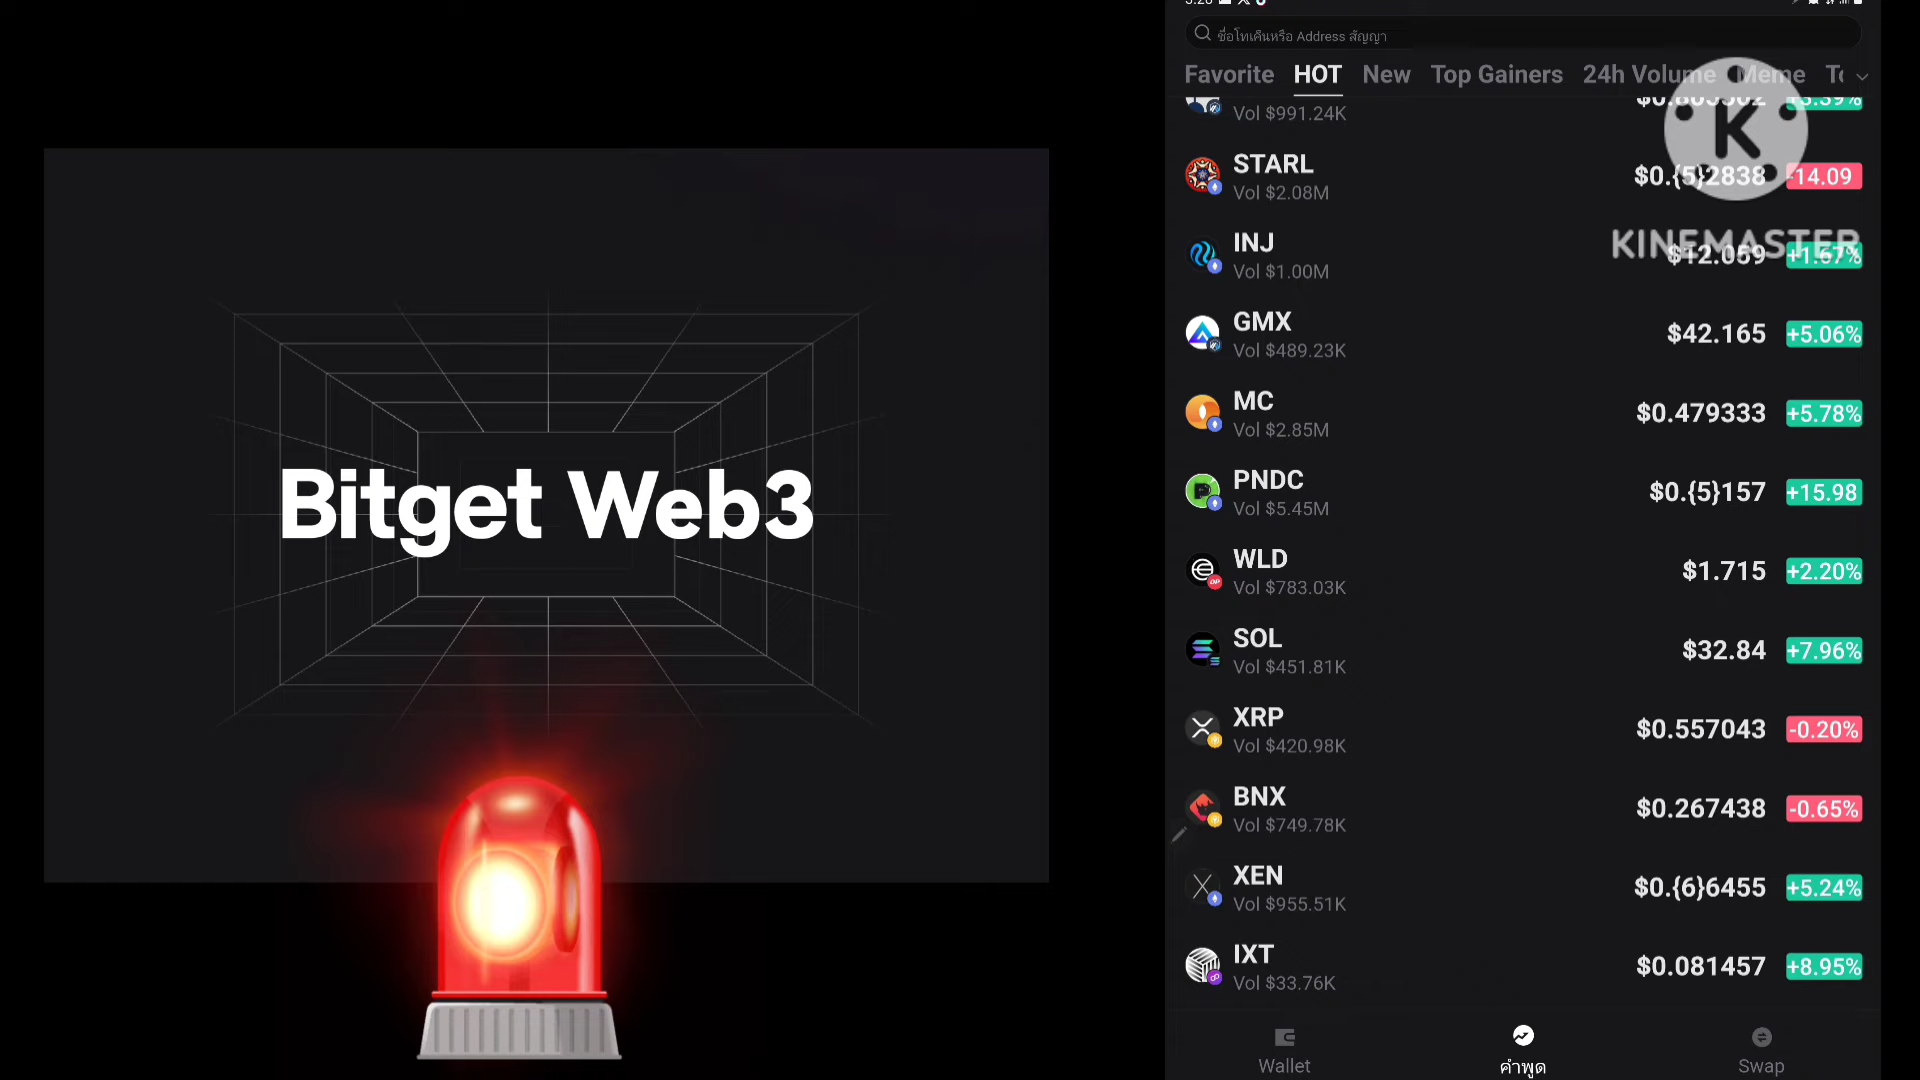 Bitget Web3
ชื่อโทเค็นหรือ Address สัญญา
Favorite HOT New Top Gainers 24h Volume Meme
Vol $991.24K
STARL
Vol $2.08M
$0.{5}2838 -14.09
INJ
Vol $1.00M
$12.059 +1.67%
GMX
Vol $489.23K
$42.165 +5.06%
MC
Vol $2.85M
$0.479333 +5.78%
PNDC
Vol $5.45M
$0.{5}157 +15.98
WLD
Vol $783.03K
$1.715 +2.20%
SOL
Vol $451.81K
$32.84 +7.96%
XRP
Vol $420.98K
$0.557043 -0.20%
BNX
Vol $749.78K
$0.267438 -0.65%
XEN
Vol $955.51K
$0.{6}6455 +5.24%
IXT
Vol $33.76K
$0.081457 +8.95%
Wallet คำพูด Swap
K
KINEMASTER